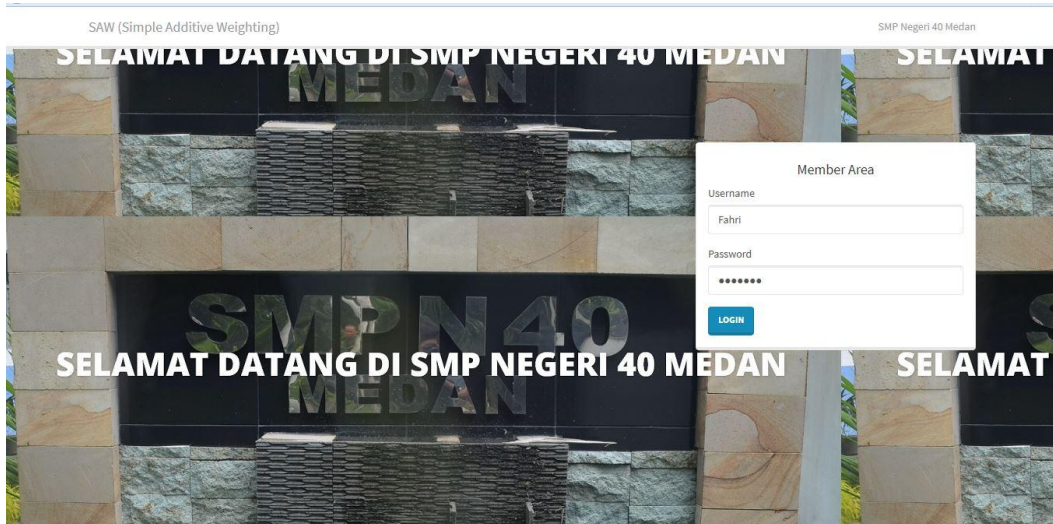 SAW (Simple Additive Weighting)
SMP Negeri 40 Medan
SELAMAT DATANG DI SMP NEGERI 40 MEDAN
SELAMAT
MEDAN
Member Area
Username
Fahri
Password
•••••••
LOGIN
SMP N 40
SELAMAT DATANG DI SMP NEGERI 40 MEDAN
SELAMAT
MEDAN